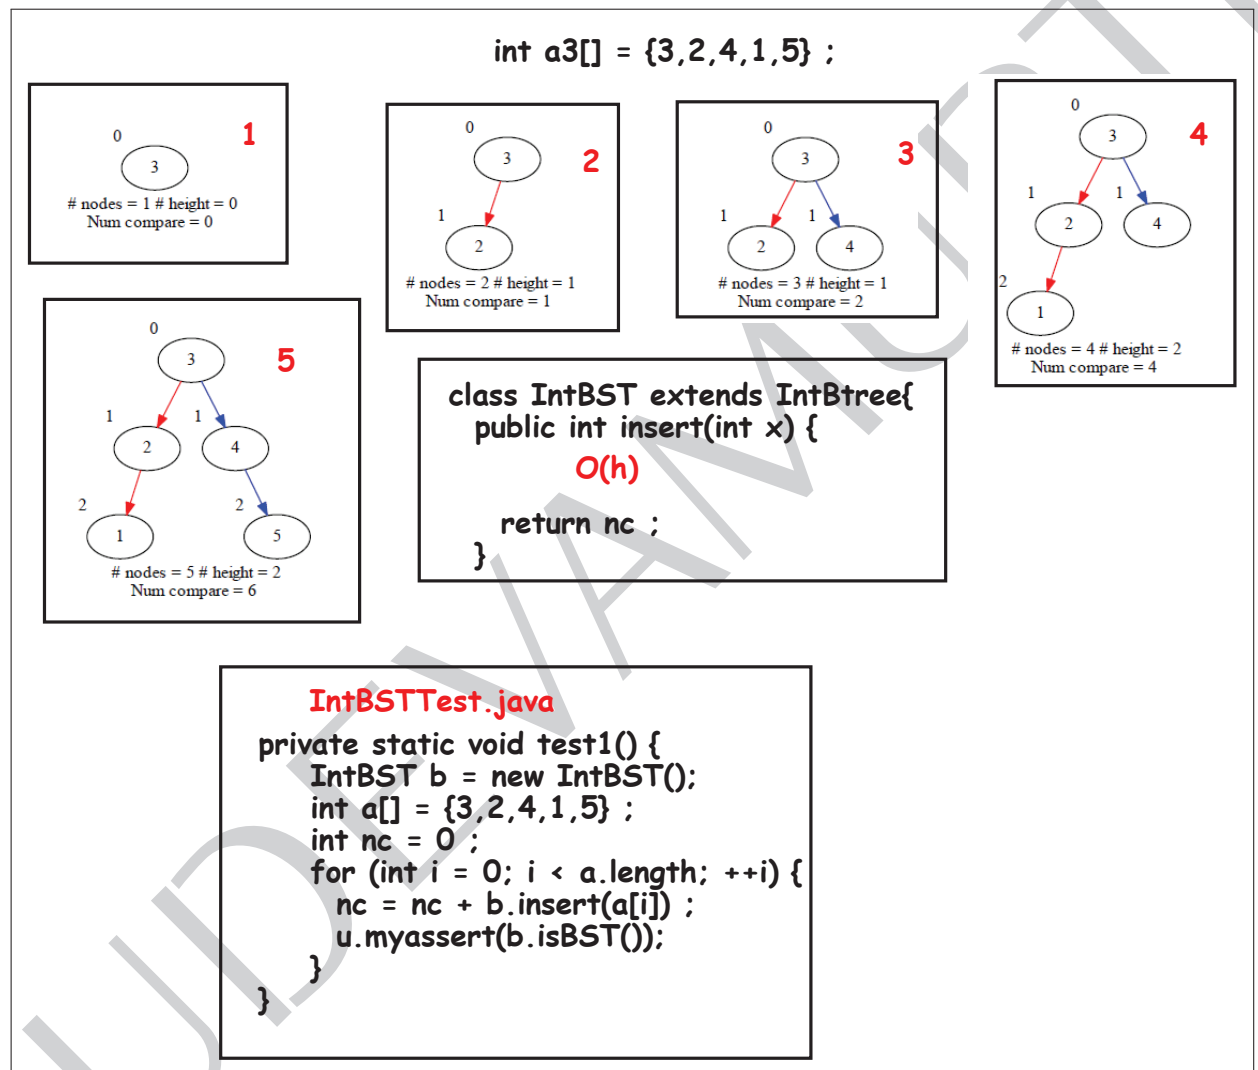 int a3[] = {3,2,4,1,5} ;
0
1
3
# nodes = 1 # height = 0
Num compare = 0
0
2
3
1
2
# nodes = 2 # height = 1
Num compare = 1
0
3
3
1
1
2
4
# nodes = 3 # height = 1
Num compare = 2
0
4
3
1
1
2
4
2
1
# nodes = 4 # height = 2
Num compare = 4
0
5
3
1
1
2
4
2
2
1
5
# nodes = 5 # height = 2
Num compare = 6
class IntBST extends IntBtree{
public int insert(int x) {
O(h)
return nc ;
}
IntBSTTest.java
private static void test1() {
IntBST b = new IntBST();
int a[] = {3,2,4,1,5} ;
int nc = 0 ;
for (int i = 0; i < a.length; ++i) {
nc = nc + b.insert(a[i]) ;
u.myassert(b.isBST());
}
}
UDEVAMURT